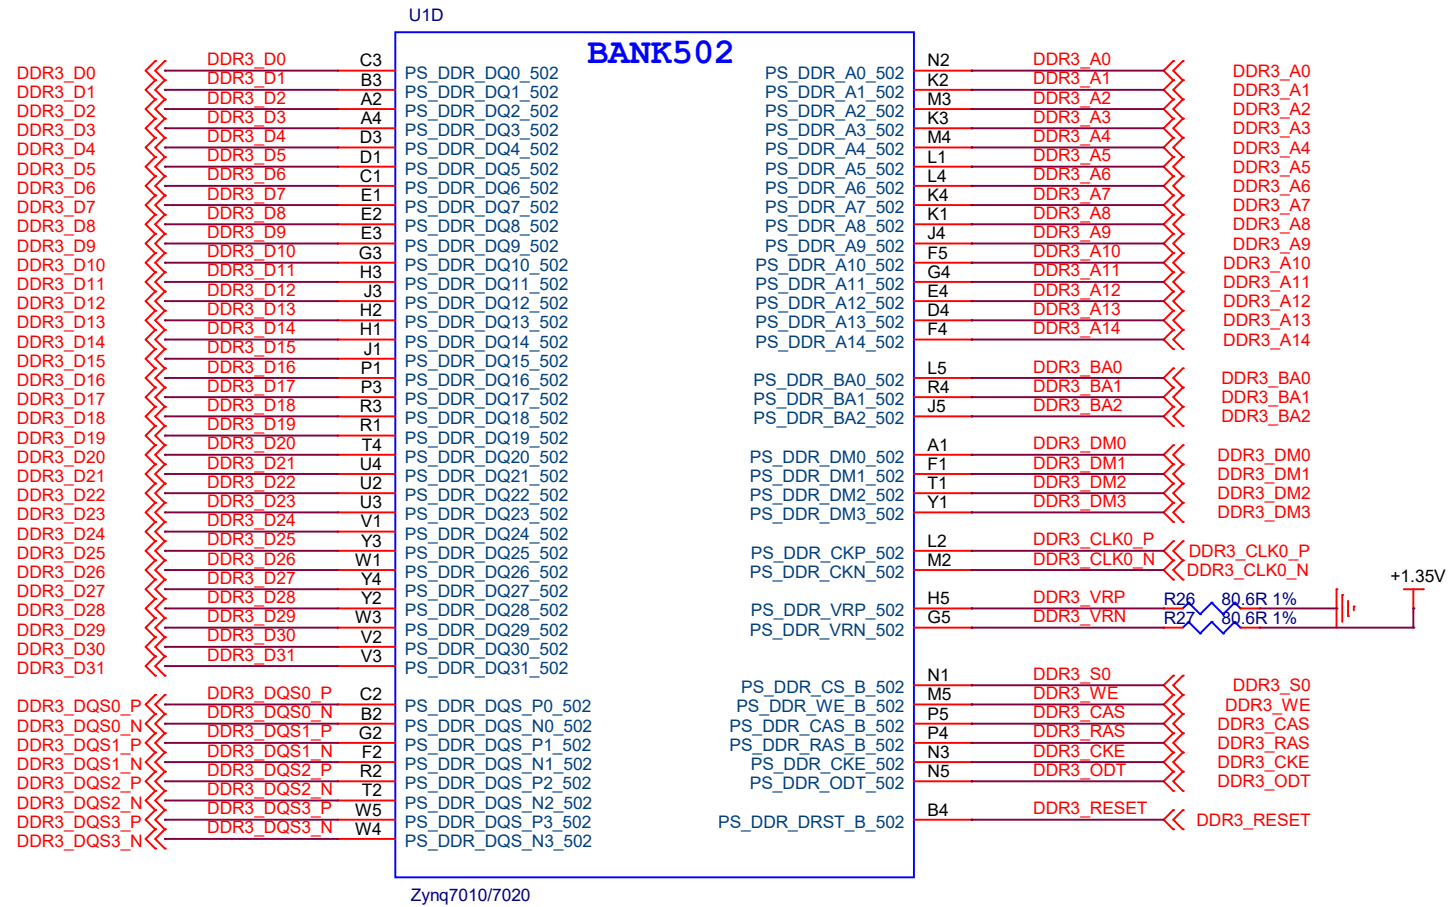 U1D
BANK502
DDR3_D0 DDR3_D0 C3 PS_DDR_DQ0_502 PS_DDR_A0_502 N2 DDR3_A0 DDR3_A0
DDR3_D1 DDR3_D1 B3 PS_DDR_DQ1_502 PS_DDR_A1_502 K2 DDR3_A1 DDR3_A1
DDR3_D2 DDR3_D2 A2 PS_DDR_DQ2_502 PS_DDR_A2_502 M3 DDR3_A2 DDR3_A2
DDR3_D3 DDR3_D3 A4 PS_DDR_DQ3_502 PS_DDR_A3_502 K3 DDR3_A3 DDR3_A3
DDR3_D4 DDR3_D4 D3 PS_DDR_DQ4_502 PS_DDR_A4_502 M4 DDR3_A4 DDR3_A4
DDR3_D5 DDR3_D5 D1 PS_DDR_DQ5_502 PS_DDR_A5_502 L1 DDR3_A5 DDR3_A5
DDR3_D6 DDR3_D6 C1 PS_DDR_DQ6_502 PS_DDR_A6_502 L4 DDR3_A6 DDR3_A6
DDR3_D7 DDR3_D7 E1 PS_DDR_DQ7_502 PS_DDR_A7_502 K4 DDR3_A7 DDR3_A7
DDR3_D8 DDR3_D8 E2 PS_DDR_DQ8_502 PS_DDR_A8_502 K1 DDR3_A8 DDR3_A8
DDR3_D9 DDR3_D9 E3 PS_DDR_DQ9_502 PS_DDR_A9_502 J4 DDR3_A9 DDR3_A9
DDR3_D10 DDR3_D10 G3 PS_DDR_DQ10_502 PS_DDR_A10_502 F5 DDR3_A10 DDR3_A10
DDR3_D11 DDR3_D11 H3 PS_DDR_DQ11_502 PS_DDR_A11_502 G4 DDR3_A11 DDR3_A11
DDR3_D12 DDR3_D12 J3 PS_DDR_DQ12_502 PS_DDR_A12_502 E4 DDR3_A12 DDR3_A12
DDR3_D13 DDR3_D13 H2 PS_DDR_DQ13_502 PS_DDR_A13_502 D4 DDR3_A13 DDR3_A13
DDR3_D14 DDR3_D14 H1 PS_DDR_DQ14_502 PS_DDR_A14_502 F4 DDR3_A14 DDR3_A14
DDR3_D15 DDR3_D15 J1 PS_DDR_DQ15_502
DDR3_D16 DDR3_D16 P1 PS_DDR_DQ16_502 PS_DDR_BA0_502 L5 DDR3_BA0 DDR3_BA0
DDR3_D17 DDR3_D17 P3 PS_DDR_DQ17_502 PS_DDR_BA1_502 R4 DDR3_BA1 DDR3_BA1
DDR3_D18 DDR3_D18 R3 PS_DDR_DQ18_502 PS_DDR_BA2_502 J5 DDR3_BA2 DDR3_BA2
DDR3_D19 DDR3_D19 R1 PS_DDR_DQ19_502
DDR3_D20 DDR3_D20 T4 PS_DDR_DQ20_502 PS_DDR_DM0_502 A1 DDR3_DM0 DDR3_DM0
DDR3_D21 DDR3_D21 U4 PS_DDR_DQ21_502 PS_DDR_DM1_502 F1 DDR3_DM1 DDR3_DM1
DDR3_D22 DDR3_D22 U2 PS_DDR_DQ22_502 PS_DDR_DM2_502 T1 DDR3_DM2 DDR3_DM2
DDR3_D23 DDR3_D23 U3 PS_DDR_DQ23_502 PS_DDR_DM3_502 Y1 DDR3_DM3 DDR3_DM3
DDR3_D24 DDR3_D24 V1 PS_DDR_DQ24_502
DDR3_D25 DDR3_D25 Y3 PS_DDR_DQ25_502 PS_DDR_CKP_502 L2 DDR3_CLK0_P DDR3_CLK0_P
DDR3_D26 DDR3_D26 W1 PS_DDR_DQ26_502 PS_DDR_CKN_502 M2 DDR3_CLK0_N DDR3_CLK0_N
+1.35V
DDR3_D27 DDR3_D27 Y4 PS_DDR_DQ27_502
DDR3_D28 DDR3_D28 Y2 PS_DDR_DQ28_502 PS_DDR_VRP_502 H5 DDR3_VRP R26 80.6R 1%
DDR3_D29 DDR3_D29 W3 PS_DDR_DQ29_502 PS_DDR_VRN_502 G5 DDR3_VRN R27 80.6R 1%
DDR3_D30 DDR3_D30 V2 PS_DDR_DQ30_502
DDR3_D31 DDR3_D31 V3 PS_DDR_DQ31_502
PS_DDR_CS_B_502 N1 DDR3_S0 DDR3_S0
DDR3_DQS0_P DDR3_DQS0_P C2 PS_DDR_DQS_P0_502 PS_DDR_WE_B_502 M5 DDR3_WE DDR3_WE
DDR3_DQS0_N DDR3_DQS0_N B2 PS_DDR_DQS_N0_502 PS_DDR_CAS_B_502 P5 DDR3_CAS DDR3_CAS
DDR3_DQS1_P DDR3_DQS1_P G2 PS_DDR_DQS_P1_502 PS_DDR_RAS_B_502 P4 DDR3_RAS DDR3_RAS
DDR3_DQS1_N DDR3_DQS1_N F2 PS_DDR_DQS_N1_502 PS_DDR_CKE_502 N3 DDR3_CKE DDR3_CKE
DDR3_DQS2_P DDR3_DQS2_P R2 PS_DDR_DQS_P2_502 PS_DDR_ODT_502 N5 DDR3_ODT DDR3_ODT
DDR3_DQS2_N DDR3_DQS2_N T2 PS_DDR_DQS_N2_502
DDR3_DQS3_P DDR3_DQS3_P W5 PS_DDR_DQS_P3_502 PS_DDR_DRST_B_502 B4 DDR3_RESET DDR3_RESET
DDR3_DQS3_N DDR3_DQS3_N W4 PS_DDR_DQS_N3_502
Zynq7010/7020